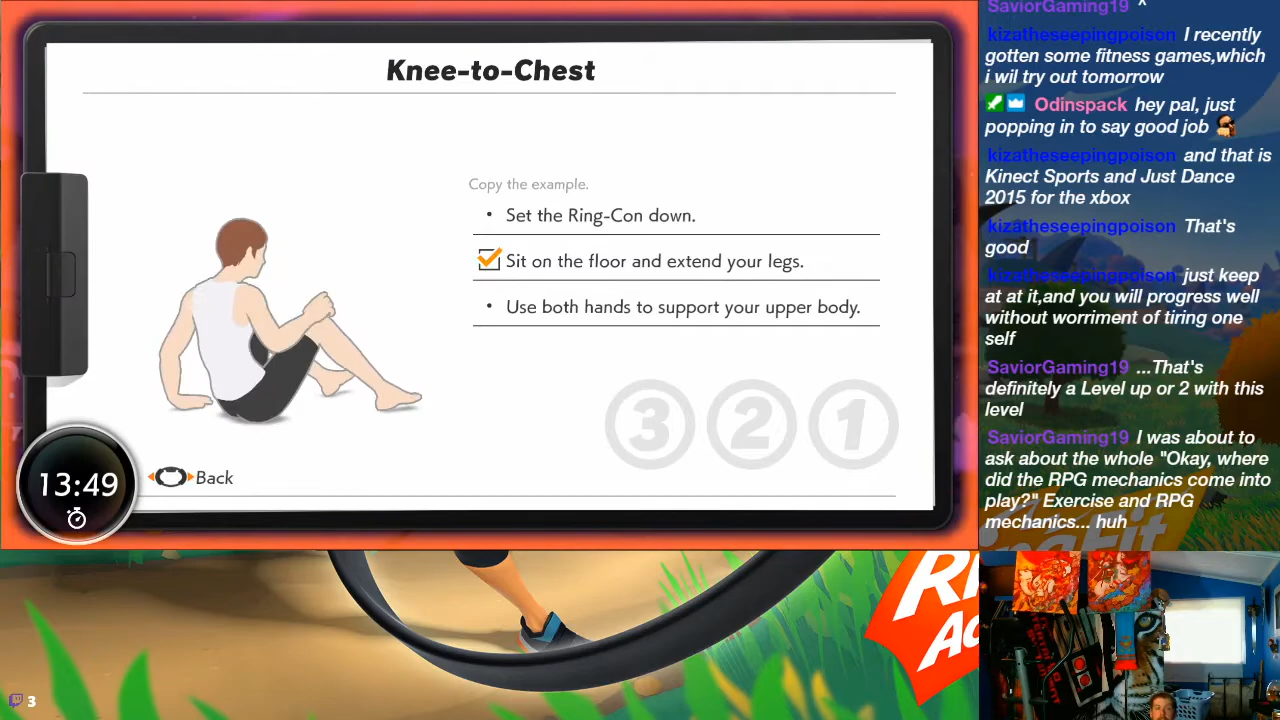 Knee-to-Chest
Copy the example.
• Set the Ring-Con down.
Sit on the floor and extend your legs.
• Use both hands to support your upper body.
3 2 1
13:49
Back
SaviorGaming19 ^
kizatheseepingpoison I recently
gotten some fitness games,which
i wil try out tomorrow
Odinspack hey pal, just
popping in to say good job
kizatheseepingpoison and that is
Kinect Sports and Just Dance
2015 for the xbox
kizatheseepingpoison That's
good
kizatheseepingpoison just keep
at at it,and you will progress well
without worriment of tiring one
self
SaviorGaming19 ...That's
definitely a Level up or 2 with this
level
SaviorGaming19 I was about to
ask about the whole "Okay, where
did the RPG mechanics come into
play?" Exercise and RPG
mechanics... huh
3